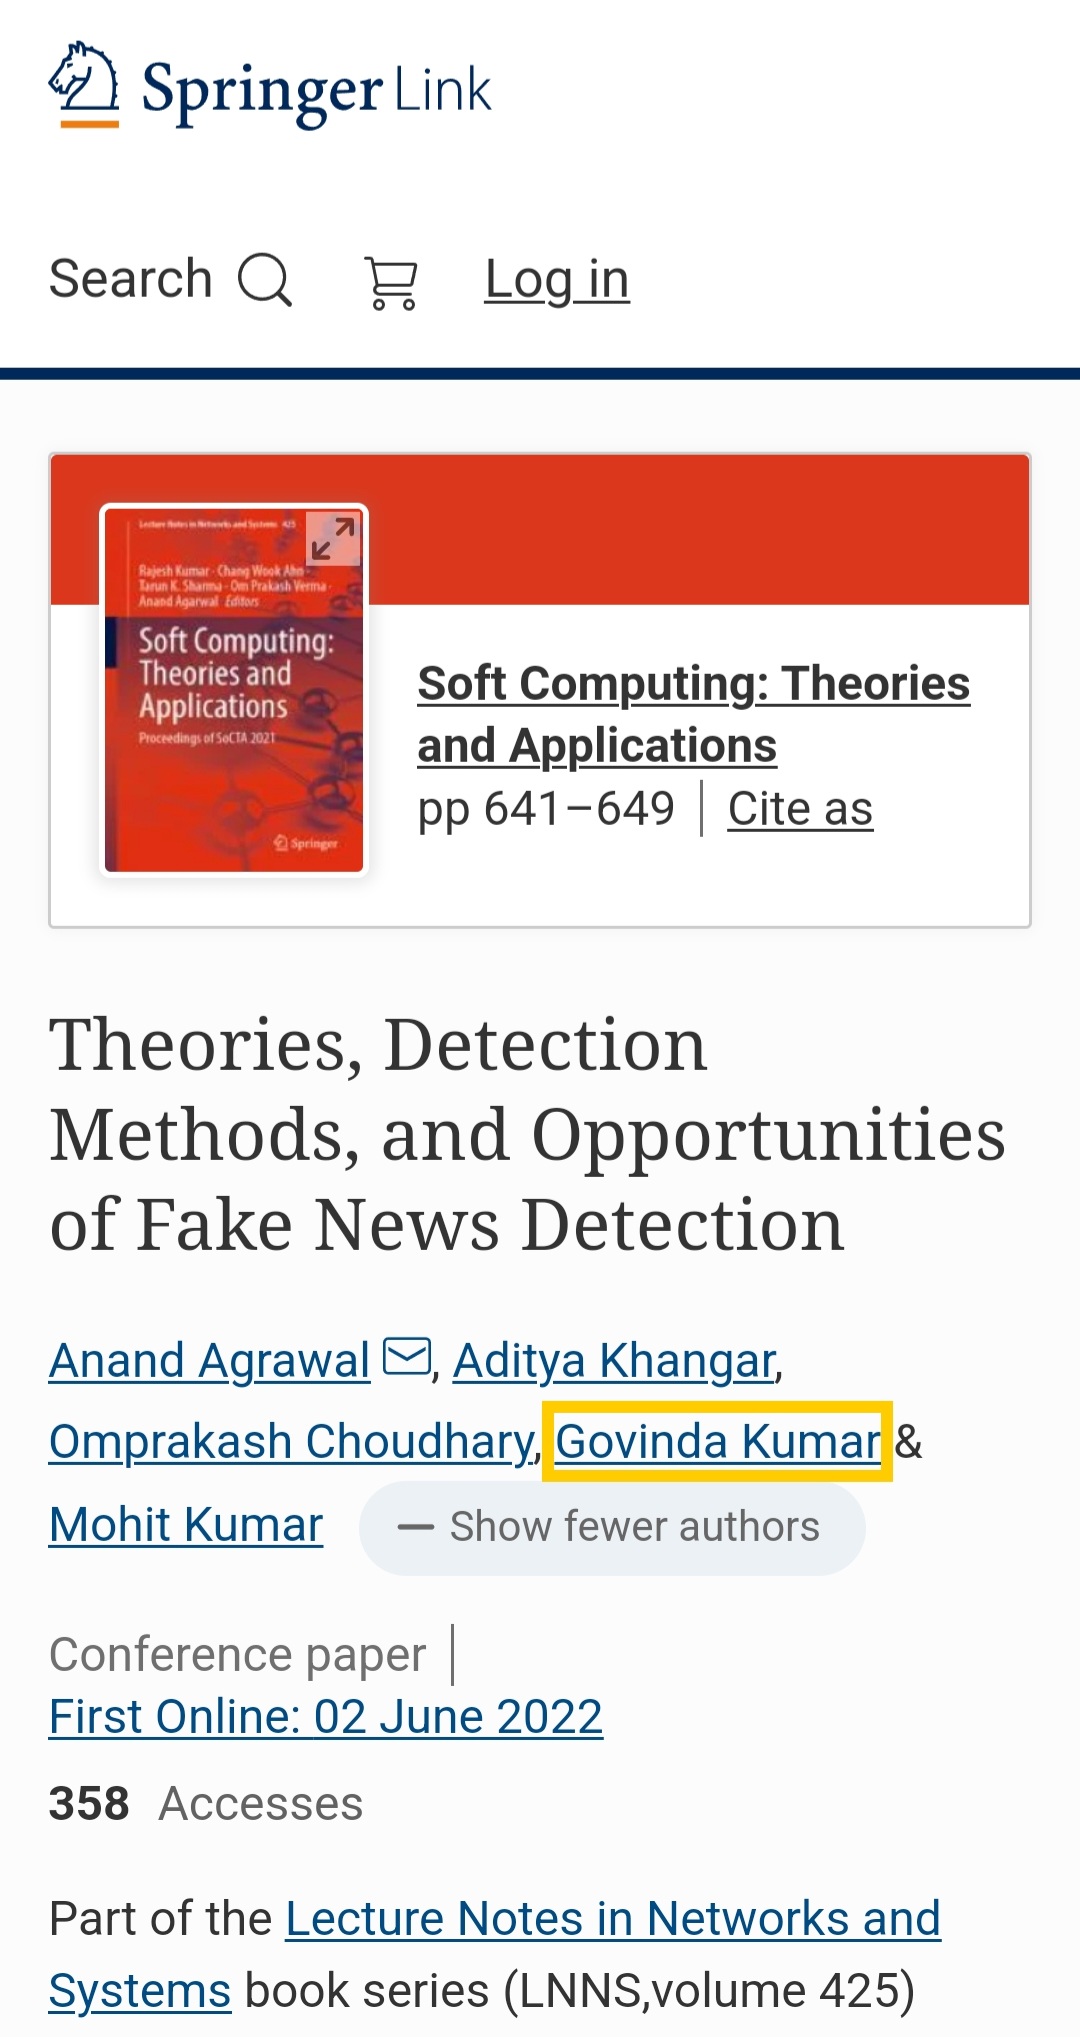 Springer Link
Search
Log in
Lecture Notes in Networks and Systems 425
Rajesh Kumar · Chang Wook Ahn ·
Tarun K. Sharma · Om Prakash Verma ·
Anand Agarwal Editors
Soft Computing:
Theories and
Applications
Proceedings of SoCTA 2021
Springer
Soft Computing: Theories
and Applications
pp 641–649 | Cite as
Theories, Detection
Methods, and Opportunities
of Fake News Detection
Anand Agrawal, Aditya Khangar,
Omprakash Choudhary, Govinda Kumar &
Mohit Kumar — Show fewer authors
Conference paper |
First Online: 02 June 2022
358 Accesses
Part of the Lecture Notes in Networks and
Systems book series (LNNS,volume 425)